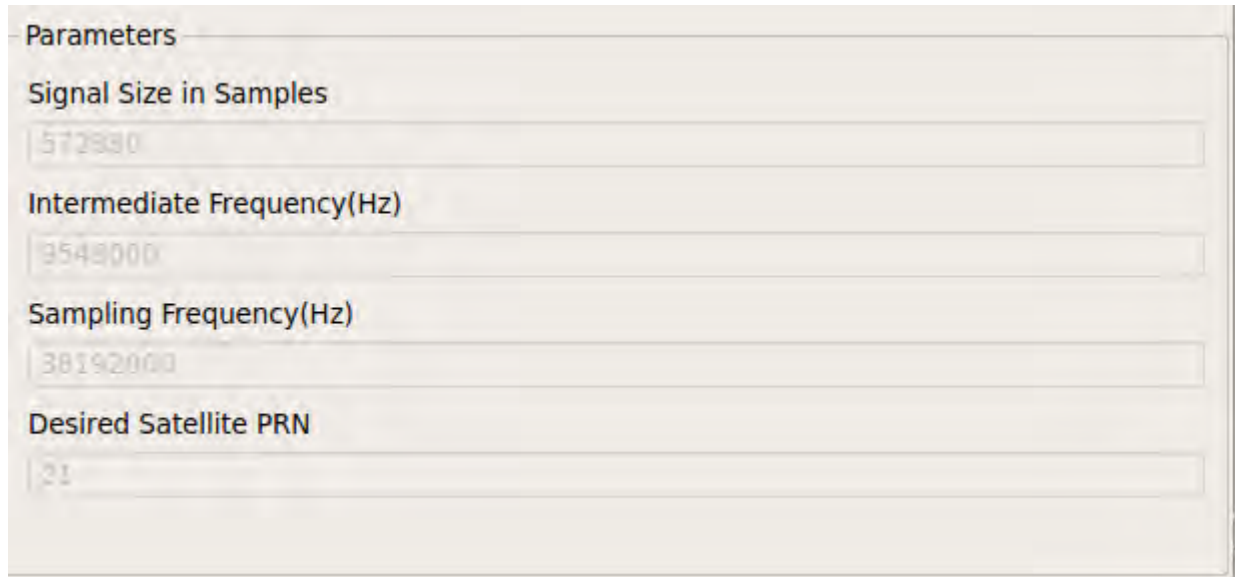 Parameters
Signal Size in Samples
572880
Intermediate Frequency(Hz)
9548000
Sampling Frequency(Hz)
38192000
Desired Satellite PRN
21